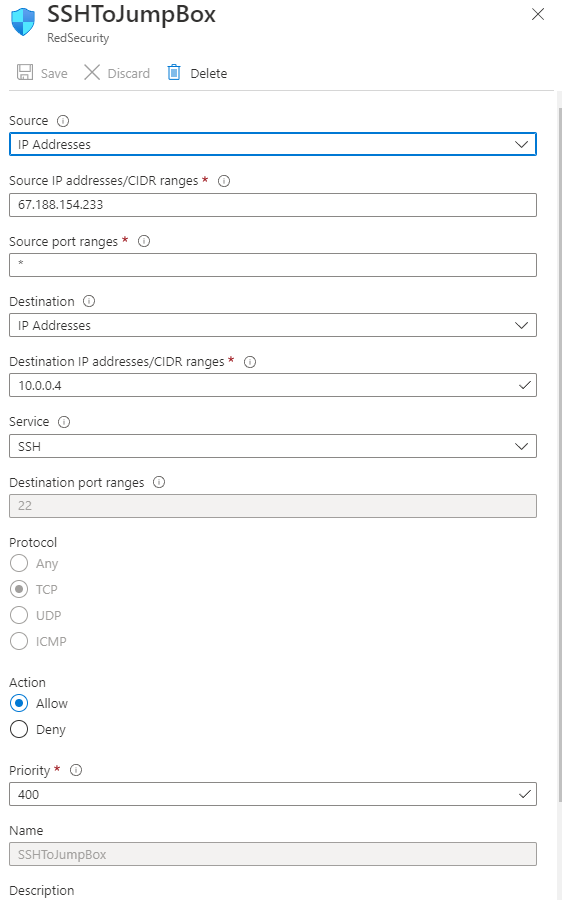 SSHToJumpBox
RedSecurity
Save Discard Delete
Source
IP Addresses
Source IP addresses/CIDR ranges *
67.188.154.233
Source port ranges *
*
Destination
IP Addresses
Destination IP addresses/CIDR ranges *
10.0.0.4
Service
SSH
Destination port ranges
22
Protocol
Any
TCP
UDP
ICMP
Action
Allow
Deny
Priority *
400
Name
SSHToJumpBox
Description